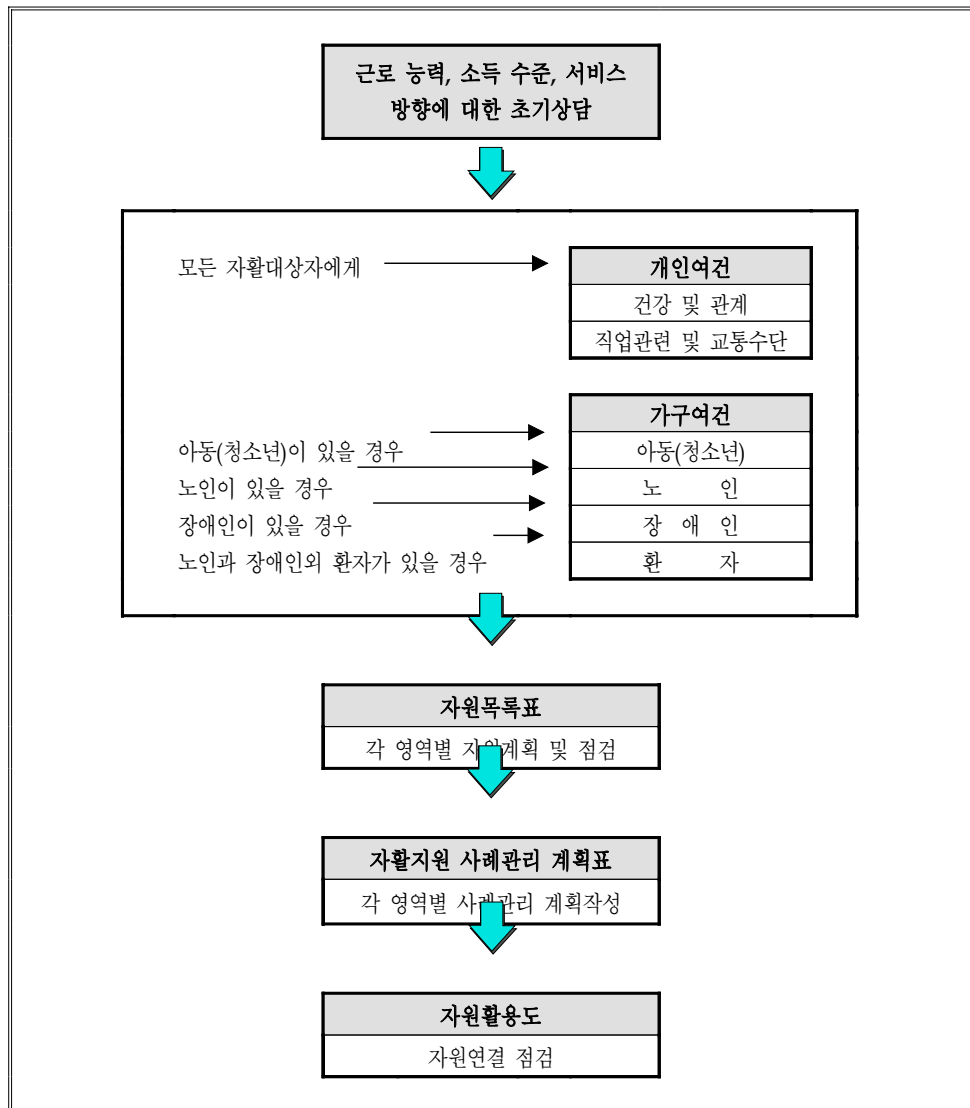 근로 능력, 소득 수준, 서비스
방향에 대한 초기상담
모든 자활대상자에게
개인여건
건강 및 관계
직업관련 및 교통수단
가구여건
아동(청소년)이 있을 경우
아동(청소년)
노인이 있을 경우
노 인
장애인이 있을 경우
장 애 인
노인과 장애인외 환자가 있을 경우
환 자
자원목록표
각 영역별 및 점검
자활지원 사례관리 계획표
각 영역별 사례관리 계획작성
자원활용도
자원연결 점검